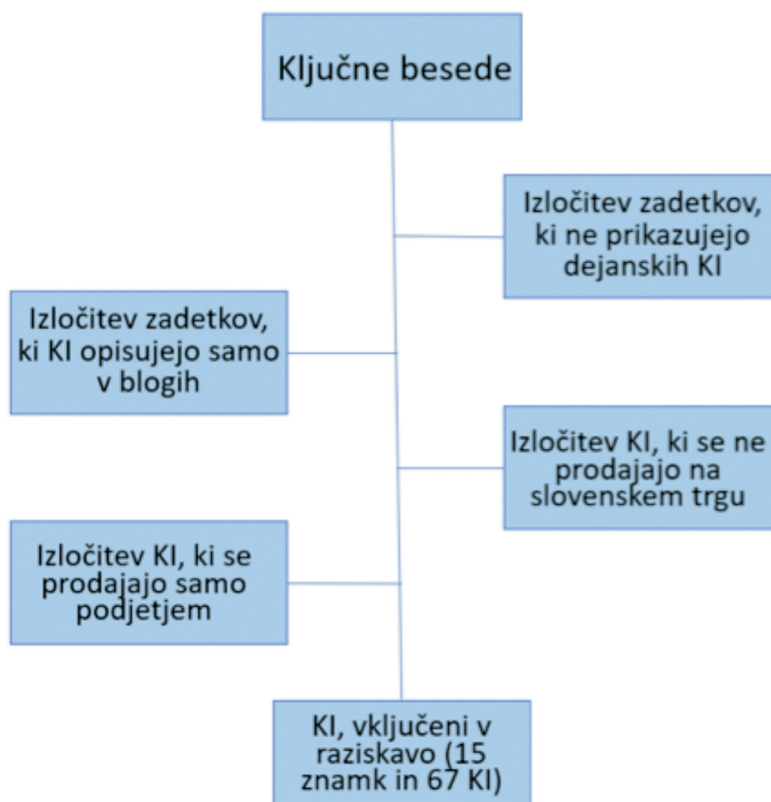 Ključne besede
Izločitev zadetkov,
ki ne prikazujejo
dejanskih KI
Izločitev zadetkov,
ki KI opisujejo samo
v blogih
Izločitev KI, ki se ne
prodajajo na
slovenskem trgu
Izločitev KI, ki se
prodajajo samo
podjetjem
KI, vključeni v
raziskavo (15
znamk in 67 KI)